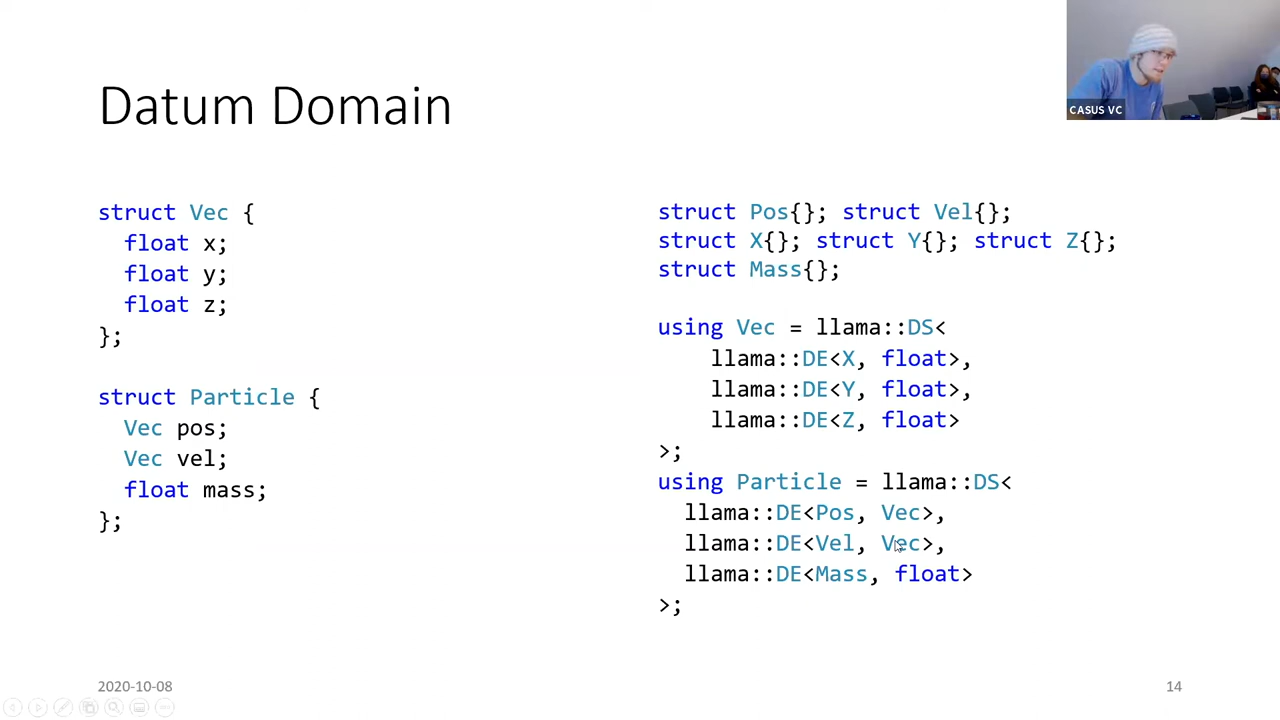 Datum Domain
CASUS VC
struct Vec {
float x;
float y;
float z;
};
struct Particle {
Vec pos;
Vec vel;
float mass;
};
struct Pos{}; struct Vel{};
struct X{}; struct Y{}; struct Z{};
struct Mass{};
using Vec = llama::DS<
llama::DE<X, float>,
llama::DE<Y, float>,
llama::DE<Z, float>
>;
using Particle = llama::DS<
llama::DE<Pos, Vec>,
llama::DE<Vel, Vec>,
llama::DE<Mass, float>
>;
2020-10-08
14